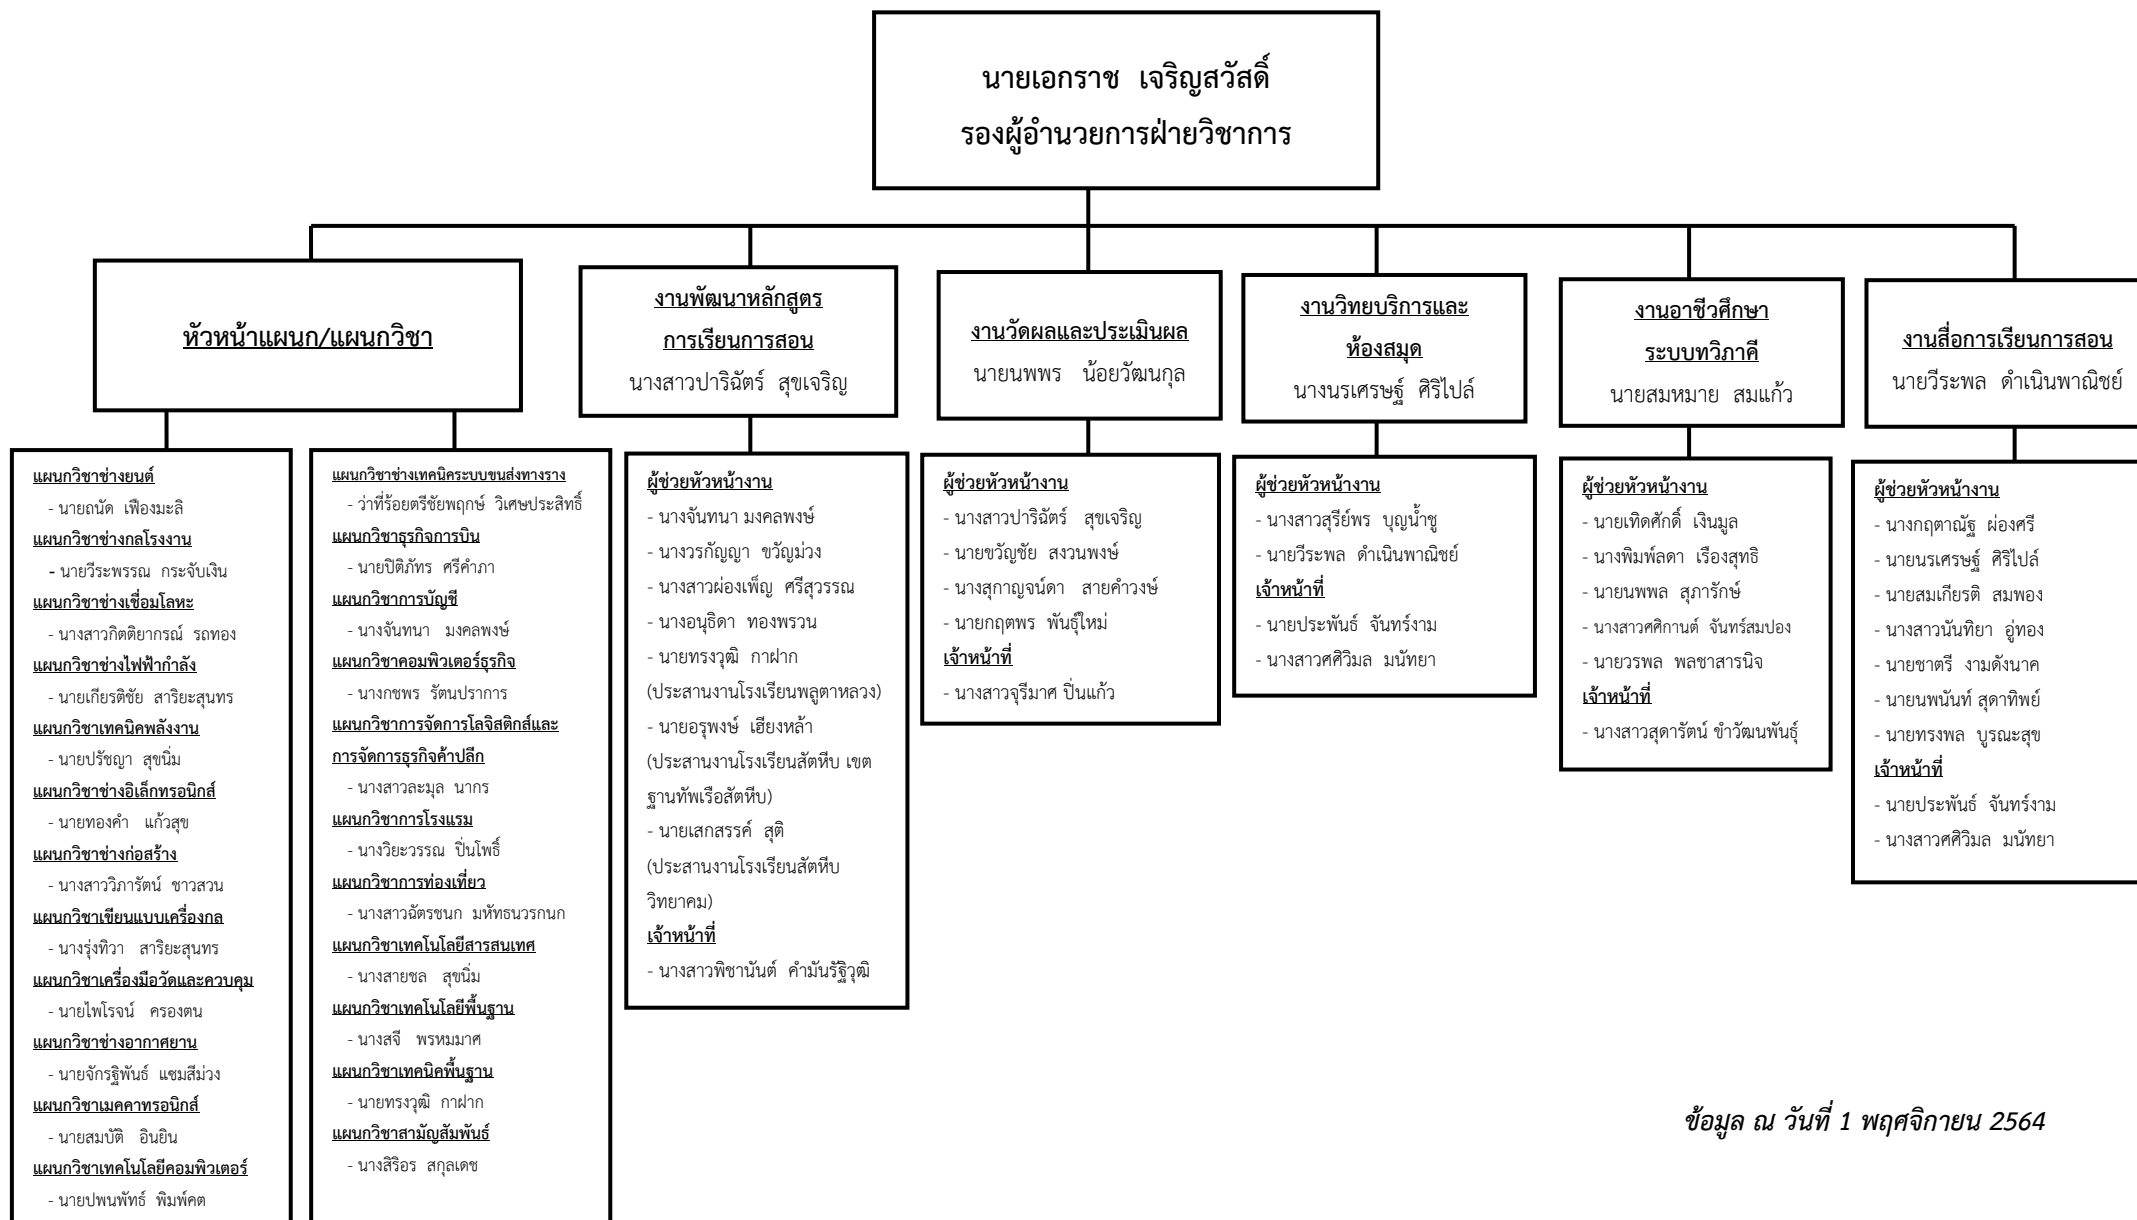 นายเอกราช เจริญสวัสดิ์
รองผู้อำนวยการฝ่ายวิชาการ
หัวหน้าแผนก/แผนกวิชา
แผนกวิชาช่างยนต์
- นายถนัด เฟืองมะลิ
แผนกวิชาช่างกลโรงงาน
- นายวีระพรรณ กระจับเงิน
แผนกวิชาช่างเชื่อมโลหะ
- นางสาวกิตติยากรณ์ รถทอง
แผนกวิชาช่างไฟฟ้ากำลัง
- นายเกียรติชัย สาริยะสุนทร
แผนกวิชาเทคนิคพลังงาน
- นายปรัชญา สุขนิ่ม
แผนกวิชาช่างอิเล็กทรอนิกส์
- นายทองคำ แก้วสุข
แผนกวิชาช่างก่อสร้าง
- นางสาววิภารัตน์ ชาวสวน
แผนกวิชาเขียนแบบเครื่องกล
- นางรุ่งทิวา สาริยะสุนทร
แผนกวิชาเครื่องมือวัดและควบคุม
- นายไพโรจน์ ครองตน
แผนกวิชาช่างอากาศยาน
- นายจักรฐิพันธ์ แซมสีม่วง
แผนกวิชาเมคคาทรอนิกส์
- นายสมบัติ อินยิน
แผนกวิชาเทคโนโลยีคอมพิวเตอร์
- นายปพนพัทธ์ พิมพ์คต
แผนกวิชาช่างเทคนิคระบบขนส่งทางราง
- ว่าที่ร้อยตรีชัยพฤกษ์ วิเศษประสิทธิ์
แผนกวิชาธุรกิจการบิน
- นายปิติภัทร ศรีคำภา
แผนกวิชาการบัญชี
- นางจันทนา มงคลพงษ์
แผนกวิชาคอมพิวเตอร์ธุรกิจ
- นางกชพร รัตนปราการ
แผนกวิชาการจัดการโลจิสติกส์และ
การจัดการธุรกิจค้าปลีก
- นางสาวละมุล นากร
แผนกวิชาการโรงแรม
- นางวิยะวรรณ ปิ่นโพธิ์
แผนกวิชาการท่องเที่ยว
- นางสาวฉัตรชนก มหัทธนวรกนก
แผนกวิชาเทคโนโลยีสารสนเทศ
- นางสายชล สุขนิ่ม
แผนกวิชาเทคโนโลยีพื้นฐาน
- นางสจี พรหมมาศ
แผนกวิชาเทคนิคพื้นฐาน
- นายทรงวุฒิ กาฝาก
แผนกวิชาสามัญสัมพันธ์
- นางสิริอร สกุลเดช
งานพัฒนาหลักสูตร
การเรียนการสอน
นางสาวปาริฉัตร์ สุขเจริญ
ผู้ช่วยหัวหน้างาน
- นางจันทนา มงคลพงษ์
- นางวรกัญญา ขวัญม่วง
- นางสาวผ่องเพ็ญ ศรีสุวรรณ
- นางอนุธิดา ทองพรวน
- นายทรงวุฒิ กาฝาก
(ประสานงานโรงเรียนพลูตาหลวง)
- นายอรุพงษ์ เฮียงหล้า
(ประสานงานโรงเรียนสัตหีบ เขต
ฐานทัพเรือสัตหีบ)
- นายเสกสรรค์ สุติ
(ประสานงานโรงเรียนสัตหีบ
วิทยาคม)
เจ้าหน้าที่
- นางสาวพิชานันต์ คำมันรัฐิวุฒิ
งานวัดผลและประเมินผล
นายนพพร น้อยวัฒนกุล
ผู้ช่วยหัวหน้างาน
- นางสาวปาริฉัตร์ สุขเจริญ
- นายขวัญชัย สงวนพงษ์
- นางสุกาญจน์ดา สายคำวงษ์
- นายกฤตพร พันธุ์ใหม่
เจ้าหน้าที่
- นางสาวจุรีมาศ ปิ่นแก้ว
งานวิทยบริการและ
ห้องสมุด
นางนรเศรษฐ์ ศิริไปล์
ผู้ช่วยหัวหน้างาน
- นางสาวสุรีย์พร บุญน้ำชู
- นายวีระพล ดำเนินพาณิชย์
เจ้าหน้าที่
- นายประพันธ์ จันทร์งาม
- นางสาวศศิวิมล มนัทยา
งานอาชีวศึกษา
ระบบทวิภาคี
นายสมหมาย สมแก้ว
ผู้ช่วยหัวหน้างาน
- นายเทิดศักดิ์ เงินมูล
- นางพิมพ์ลดา เรืองสุทธิ
- นายนพพล สุภารักษ์
- นางสาวศศิกานต์ จันทร์สมปอง
- นายวรพล พลชาสารนิจ
เจ้าหน้าที่
- นางสาวสุดารัตน์ ขำวัฒนพันธุ์
งานสื่อการเรียนการสอน
นายวีระพล ดำเนินพาณิชย์
ผู้ช่วยหัวหน้างาน
- นางกฤตาณัฐ ผ่องศรี
- นายนรเศรษฐ์ ศิริไปล์
- นายสมเกียรติ สมพอง
- นางสาวนันทิยา อู่ทอง
- นายชาตรี งามดังนาค
- นายนพนันท์ สุดาทิพย์
- นายทรงพล บูรณะสุข
เจ้าหน้าที่
- นายประพันธ์ จันทร์งาม
- นางสาวศศิวิมล มนัทยา
ข้อมูล ณ วันที่ 1 พฤศจิกายน 2564